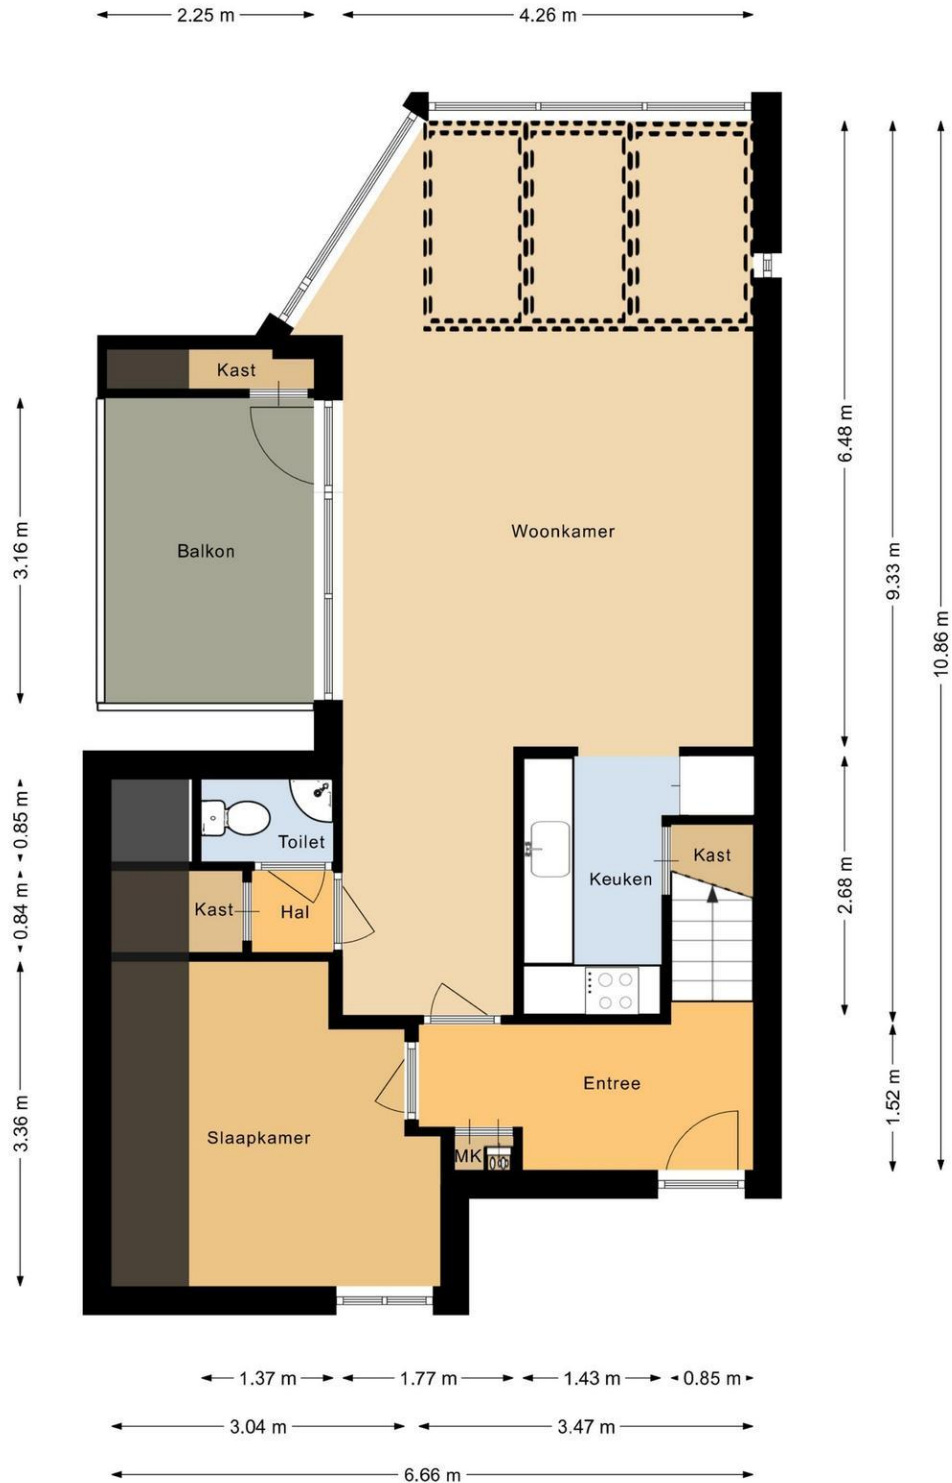 2.25 m
4.26 m
Kast
6.48 m
3.16 m
Balkon
Woonkamer
9.33 m
10.86 m
0.85 m
Toilet
Kast
Keuken
2.68 m
0.84 m
Kast
Hal
Entree
1.52 m
3.36 m
Slaapkamer
MK
1.37 m
1.77 m
1.43 m
0.85 m
3.04 m
3.47 m
6.66 m